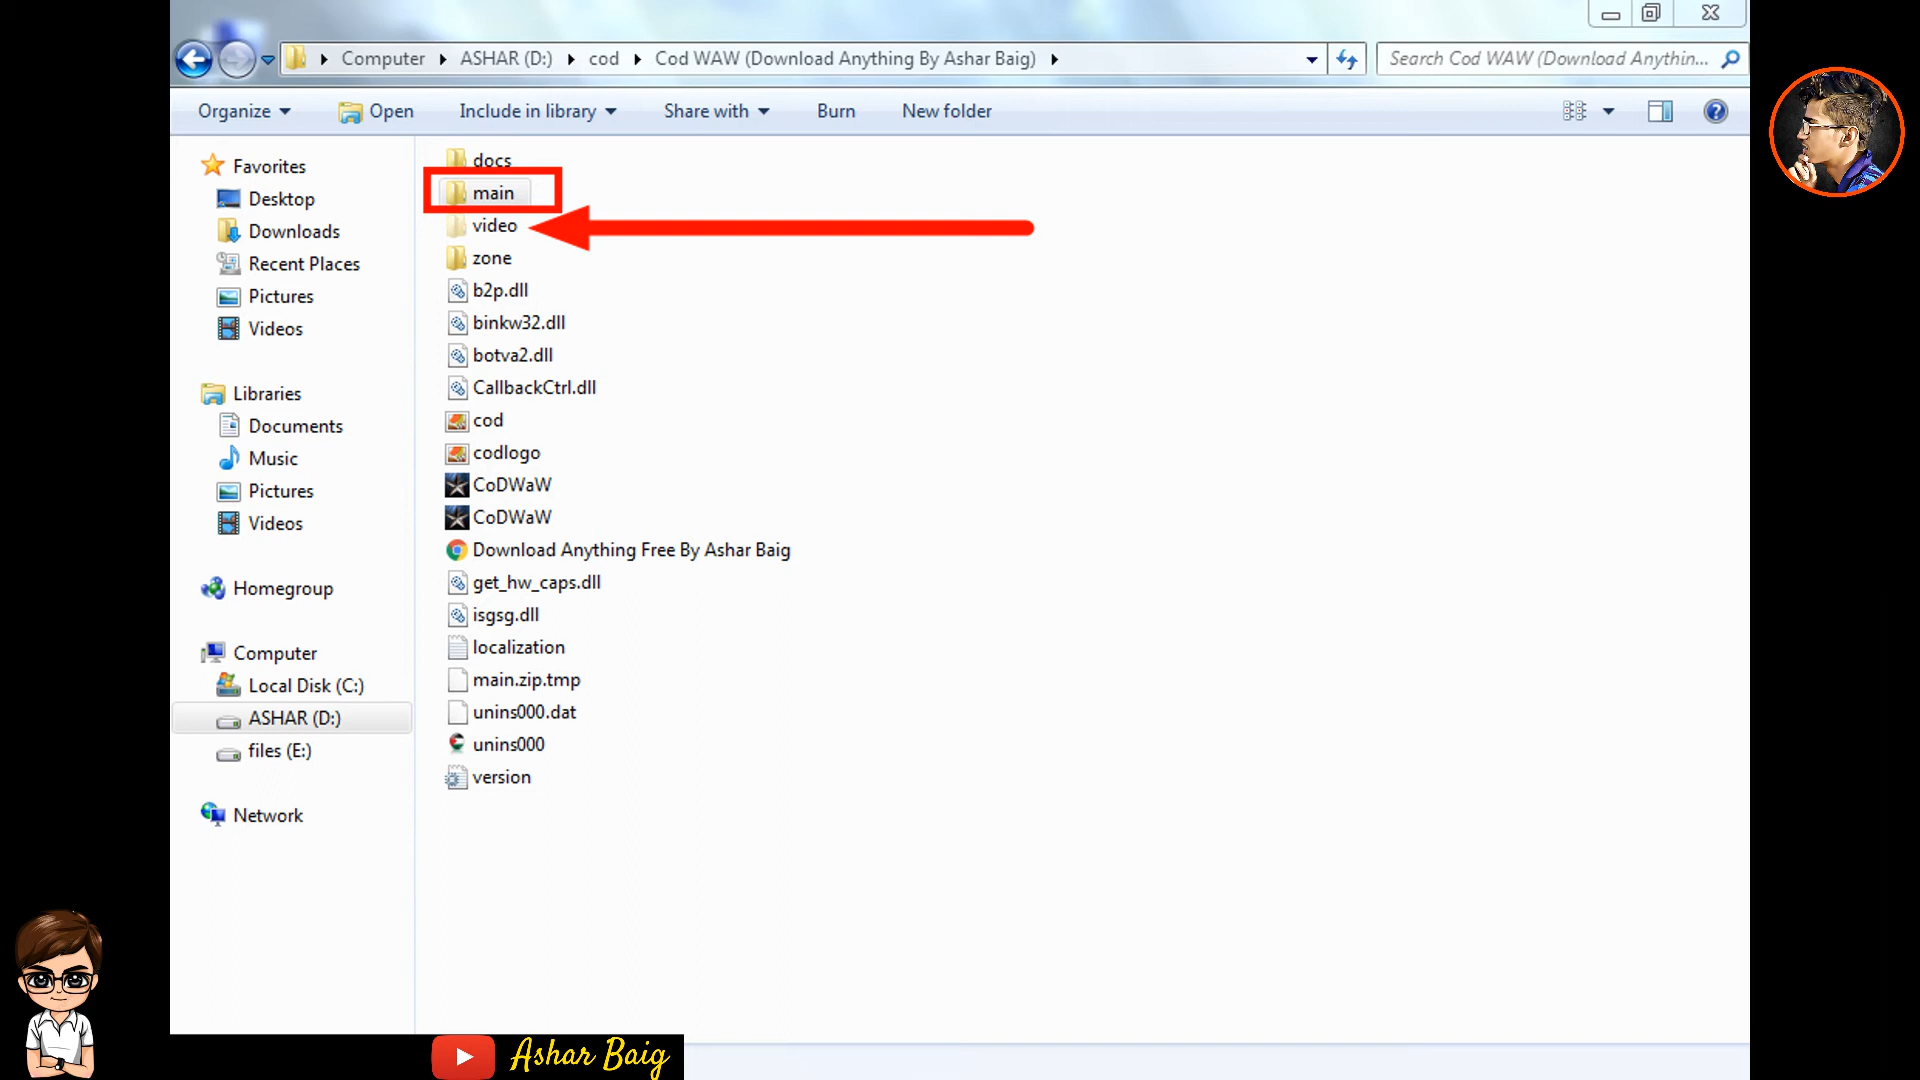 Computer ASHAR (D:) cod Cod WAW (Download Anything By Ashar Baig)
Search Cod WAW (Download Anythin...
Organize Open Include in library Share with Burn New folder
Favorites
Desktop
Downloads
Recent Places
Pictures
Videos
Libraries
Documents
Music
Pictures
Videos
Homegroup
Computer
Local Disk (C:)
ASHAR (D:)
files (E:)
Network
docs
main
video
zone
b2p.dll
binkw32.dll
botva2.dll
CallbackCtrl.dll
cod
codlogo
CoDWaW
CoDWaW
Download Anything Free By Ashar Baig
get_hw_caps.dll
isgsg.dll
localization
main.zip.tmp
unins000.dat
unins000
version
Ashar Baig